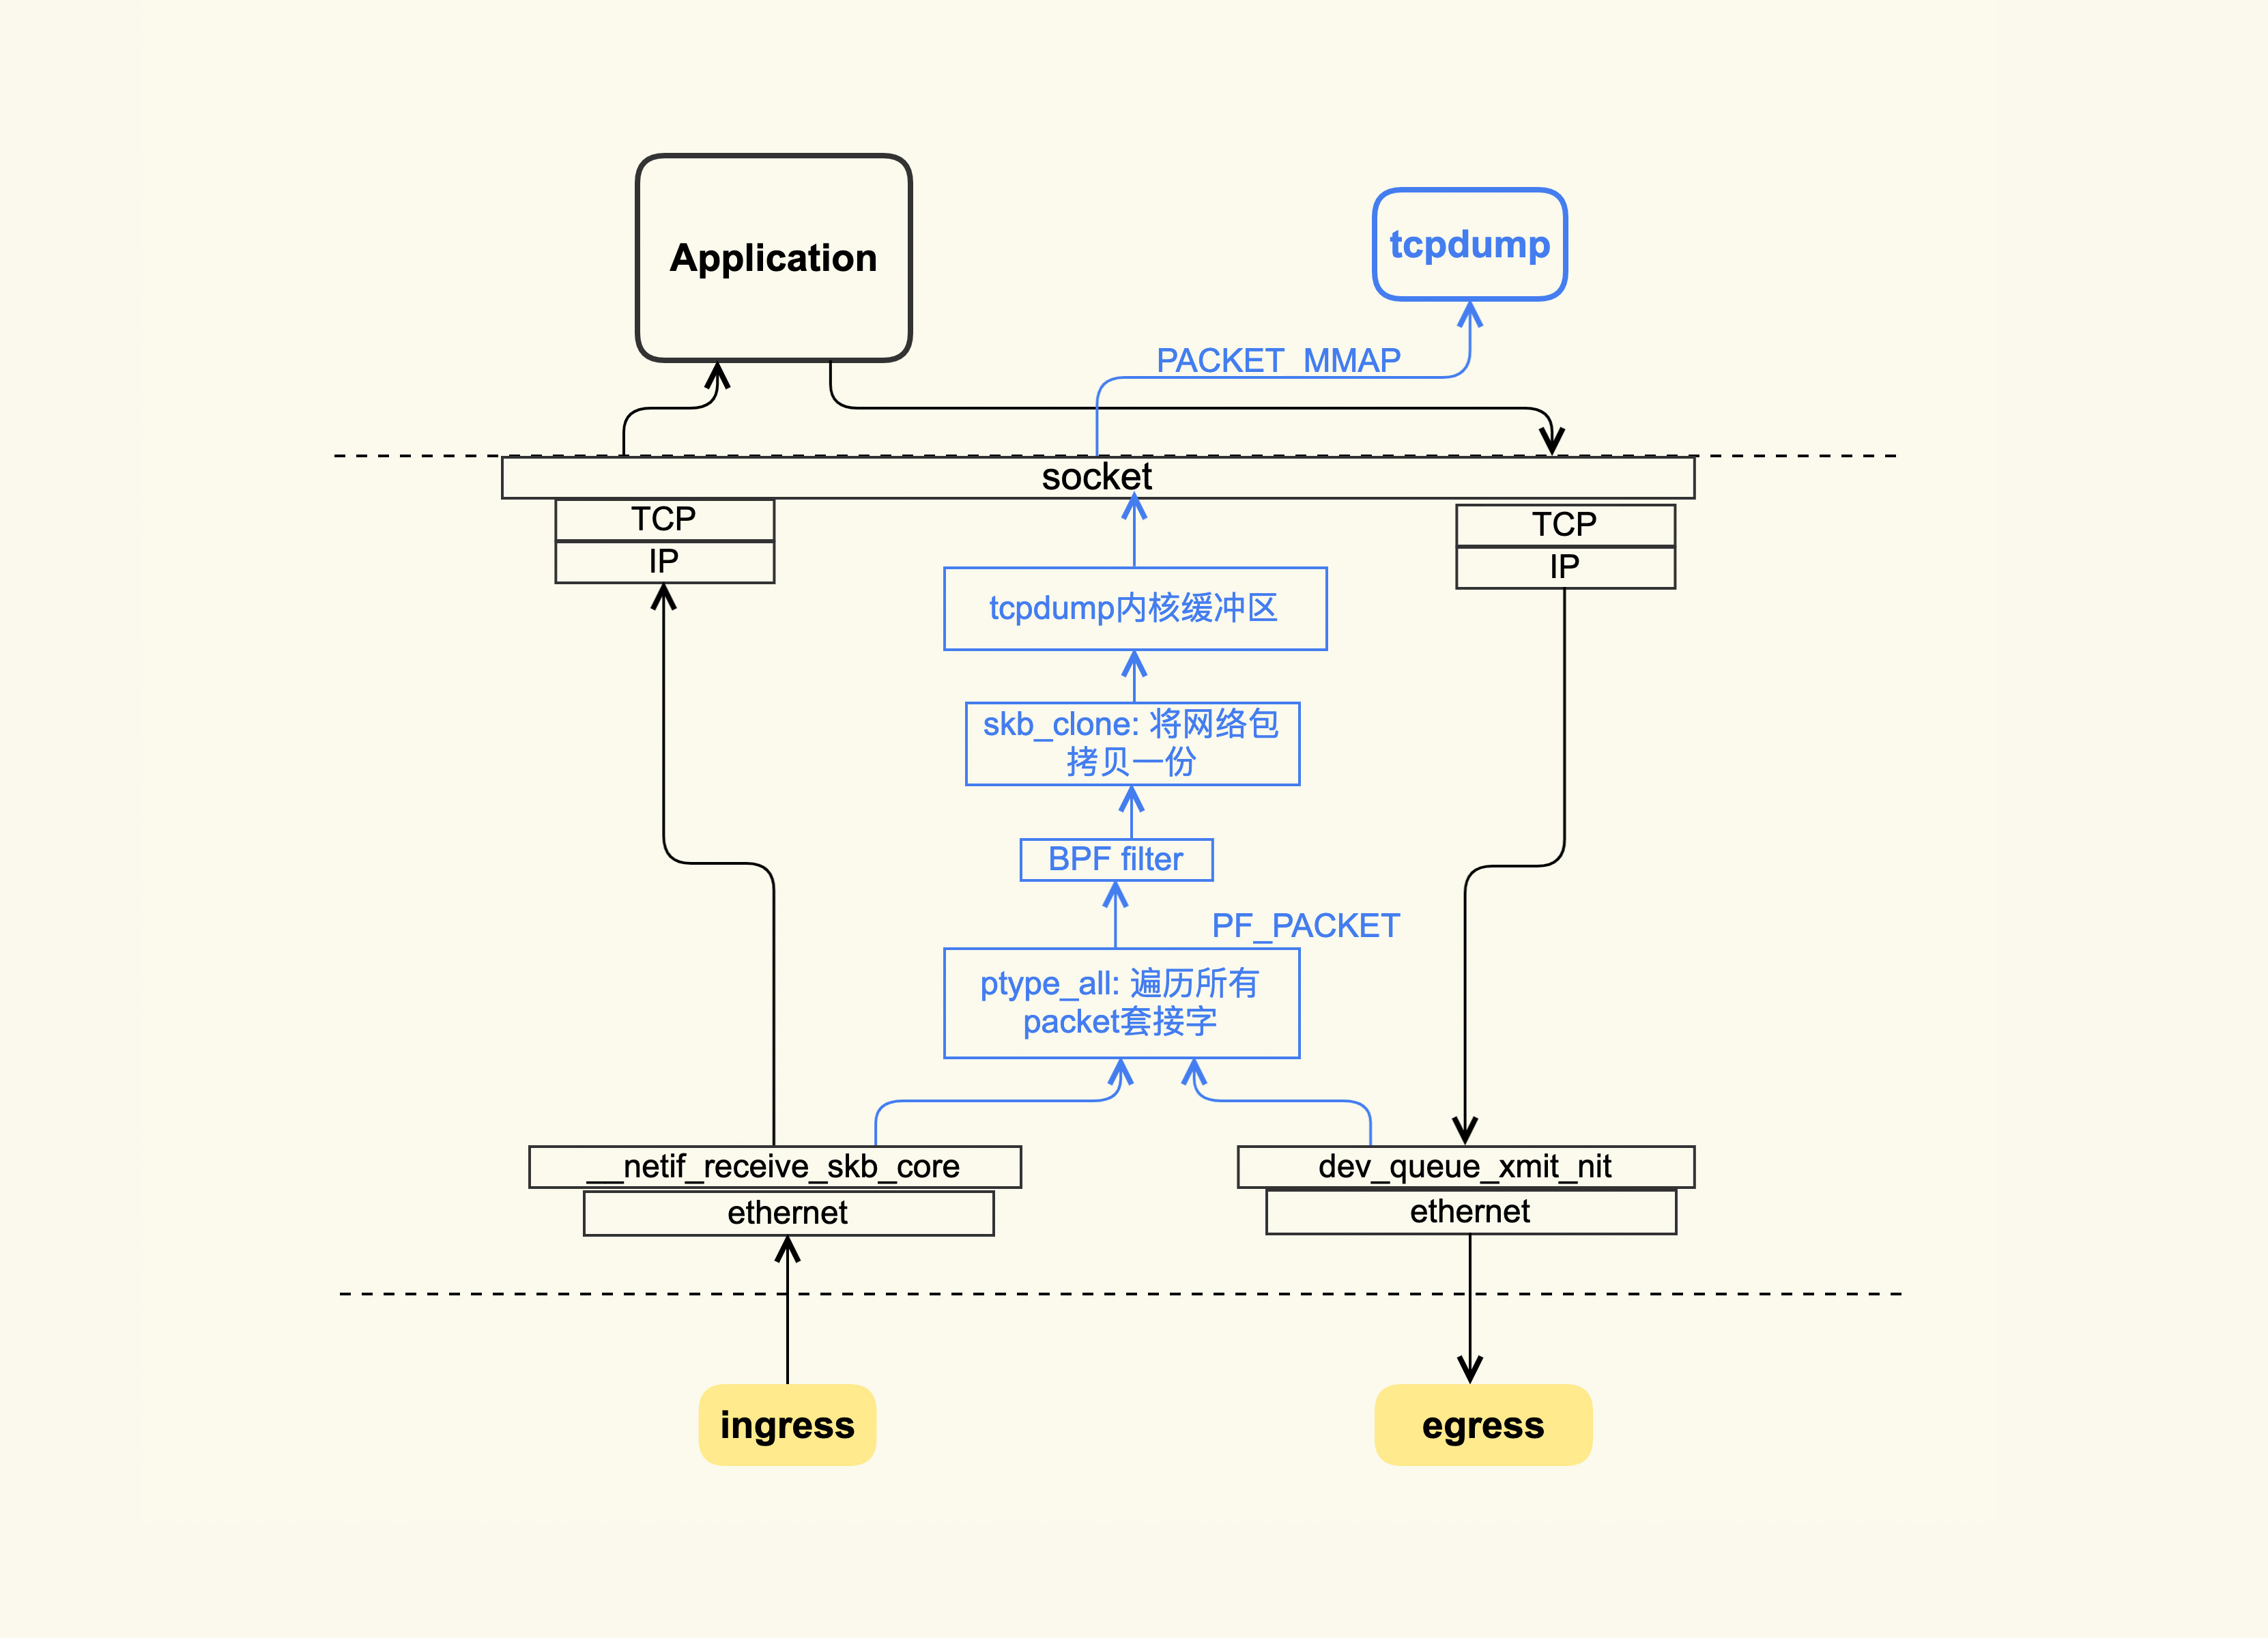 Application
tcpdump
PACKET_MMAP
socket
TCP
IP
TCP
IP
tcpdump内核缓冲区
skb_clone: 将网络包
拷贝一份
BPF filter
PF_PACKET
ptype_all: 遍历所有
packet套接字
__netif_receive_skb_core
dev_queue_xmit_nit
ethernet
ethernet
ingress
egress